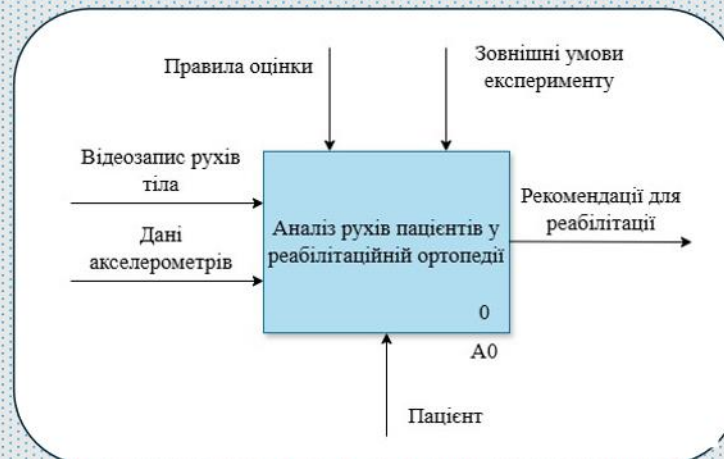 Правила оцінки
Зовнішні умови
експерименту
Відеозапис рухів
тіла
Дані
акселерометрів
Аналіз рухів пацієнтів у
реабілітаційній ортопедії
0
A0
Рекомендації для
реабілітації
Пацієнт